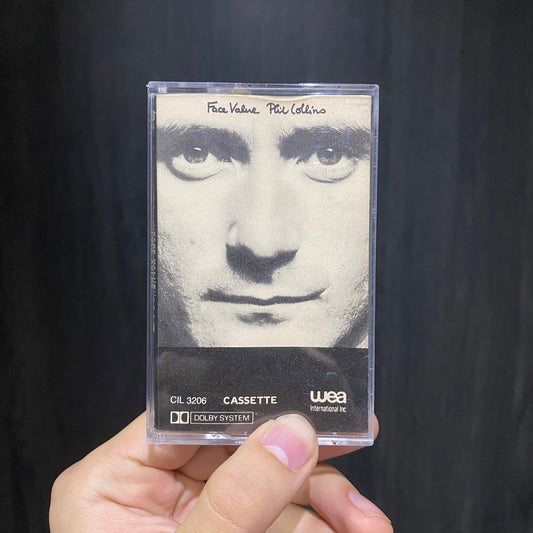 Face Value Phil Collins
CIL 3206 CASSETTE
wea
International Inc
DOLBY SYSTEM